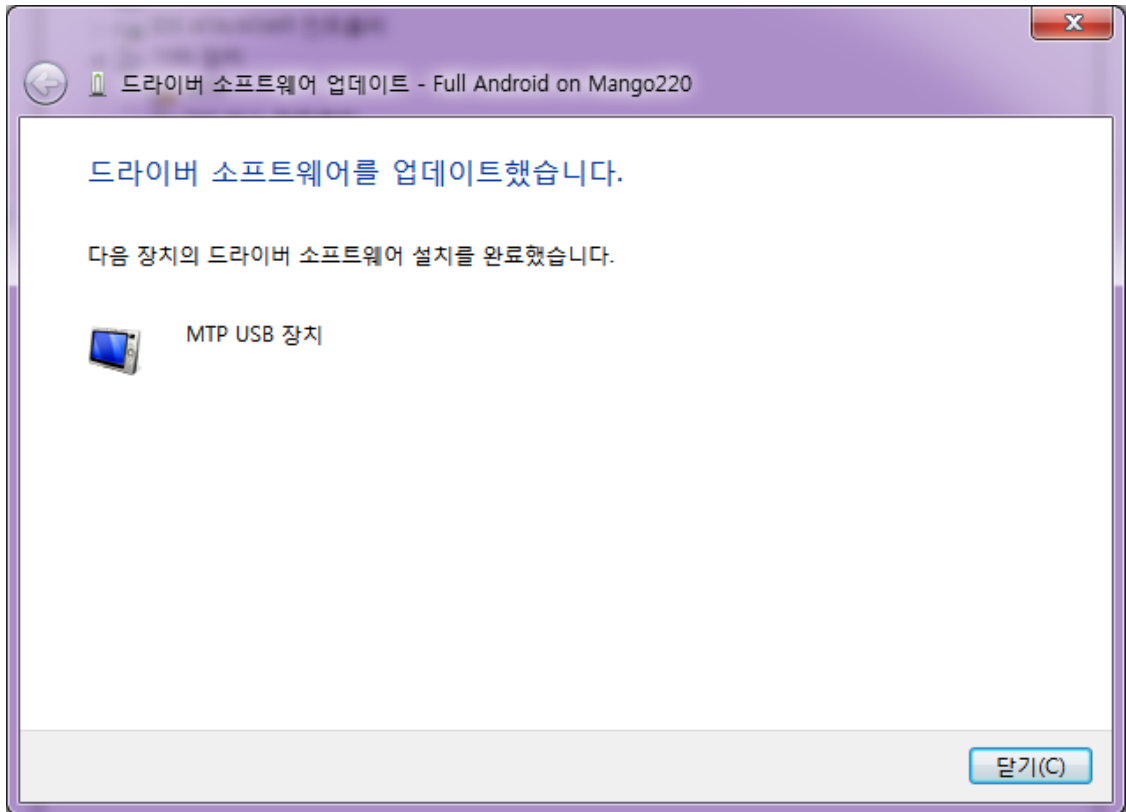 드라이버 소프트웨어 업데이트 - Full Android on Mango220
드라이버 소프트웨어를 업데이트했습니다.
다음 장치의 드라이버 소프트웨어 설치를 완료했습니다.
MTP USB 장치
닫기(C)